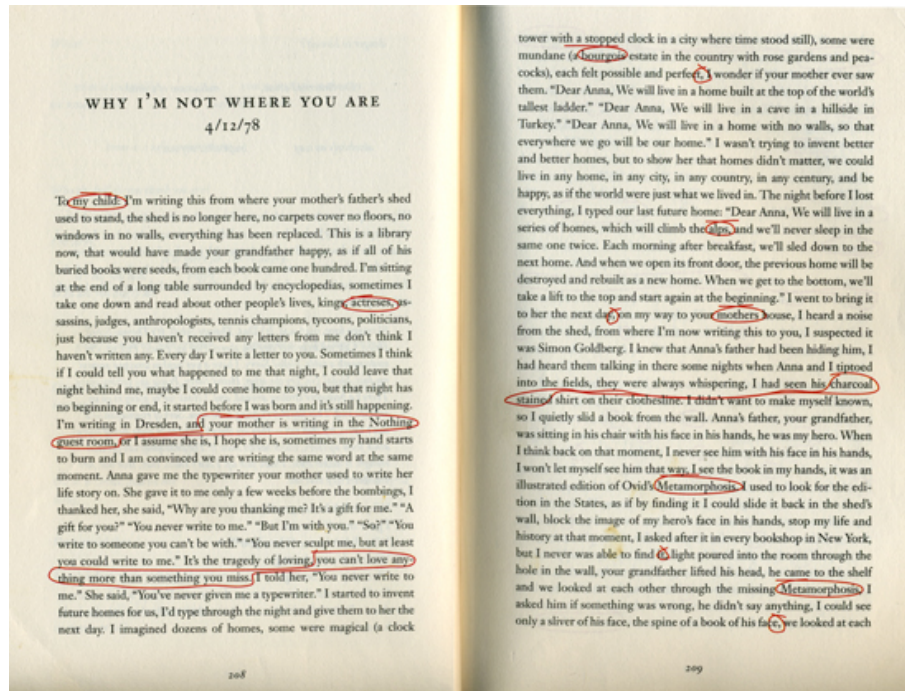 WHY I'M NOT WHERE YOU ARE
4/12/78
To my child: I'm writing this from where your mother's father's shed
used to stand, the shed is no longer here, no carpets cover no floors, no
windows in no walls, everything has been replaced. This is a library
now, that would have made your grandfather happy, as if all of his
buried books were seeds, from each book came one hundred. I'm sitting
at the end of a long table surrounded by encyclopedias, sometimes I
take one down and read about other people's lives, kings, actreses, as-
sassins, judges, anthropologists, tennis champions, tycoons, politicians,
just because you haven't received any letters from me don't think I
haven't written any. Every day I write a letter to you. Sometimes I think
if I could tell you what happened to me that night, I could leave that
night behind me, maybe I could come home to you, but that night has
no beginning or end, it started before I was born and it's still happening.
I'm writing in Dresden, and your mother is writing in the Nothing
guest room, or I assume she is, I hope she is, sometimes my hand starts
to burn and I am convinced we are writing the same word at the same
moment. Anna gave me the typewriter your mother used to write her
life story on. She gave it to me only a few weeks before the bombings, I
thanked her, she said, "Why are you thanking me? It's a gift for me." "A
gift for you?" "You never write to me." "But I'm with you." "So?" "You
write to someone you can't be with." "You never sculpt me, but at least
you could write to me." It's the tragedy of loving, you can't love any-
thing more than something you miss. I told her, "You never write to
me." She said, "You've never given me a typewriter." I started to invent
future homes for us, I'd type through the night and give them to her the
next day. I imagined dozens of homes, some were magical (a clock
208
tower with a stopped clock in a city where time stood still), some were
mundane (a bourgois estate in the country with rose gardens and pea-
cocks), each felt possible and perfect, I wonder if your mother ever saw
them. "Dear Anna, We will live in a home built at the top of the world's
tallest ladder." "Dear Anna, We will live in a cave in a hillside in
Turkey." "Dear Anna, We will live in a home with no walls, so that
everywhere we go will be our home." I wasn't trying to invent better
and better homes, but to show her that homes didn't matter, we could
live in any home, in any city, in any country, in any century, and be
happy, as if the world were just what we lived in. The night before I lost
everything, I typed our last future home: "Dear Anna, We will live in a
series of homes, which will climb the alps, and we'll never sleep in the
same one twice. Each morning after breakfast, we'll sled down to the
next home. And when we open its front door, the previous home will be
destroyed and rebuilt as a new home. When we get to the bottom, we'll
take a lift to the top and start again at the beginning." I went to bring it
to her the next day, on my way to your mothers house, I heard a noise
from the shed, from where I'm now writing this to you, I suspected it
was Simon Goldberg. I knew that Anna's father had been hiding him, I
had heard them talking in there some nights when Anna and I tiptoed
into the fields, they were always whispering, I had seen his charcoal
stained shirt on their clothesline. I didn't want to make myself known,
so I quietly slid a book from the wall. Anna's father, your grandfather,
was sitting in his chair with his face in his hands, he was my hero. When
I think back on that moment, I never see him with his face in his hands,
I won't let myself see him that way, I see the book in my hands, it was an
illustrated edition of Ovid's Metamorphosis. I used to look for the edi-
tion in the States, as if by finding it I could slide it back in the shed's
wall, block the image of my hero's face in his hands, stop my life and
history at that moment, I asked after it in every bookshop in New York,
but I never was able to find it, light poured into the room through the
hole in the wall, your grandfather lifted his head, he came to the shelf
and we looked at each other through the missing Metamorphosis, I
asked him if something was wrong, he didn't say anything, I could see
only a sliver of his face, the spine of a book of his face, we looked at each
209